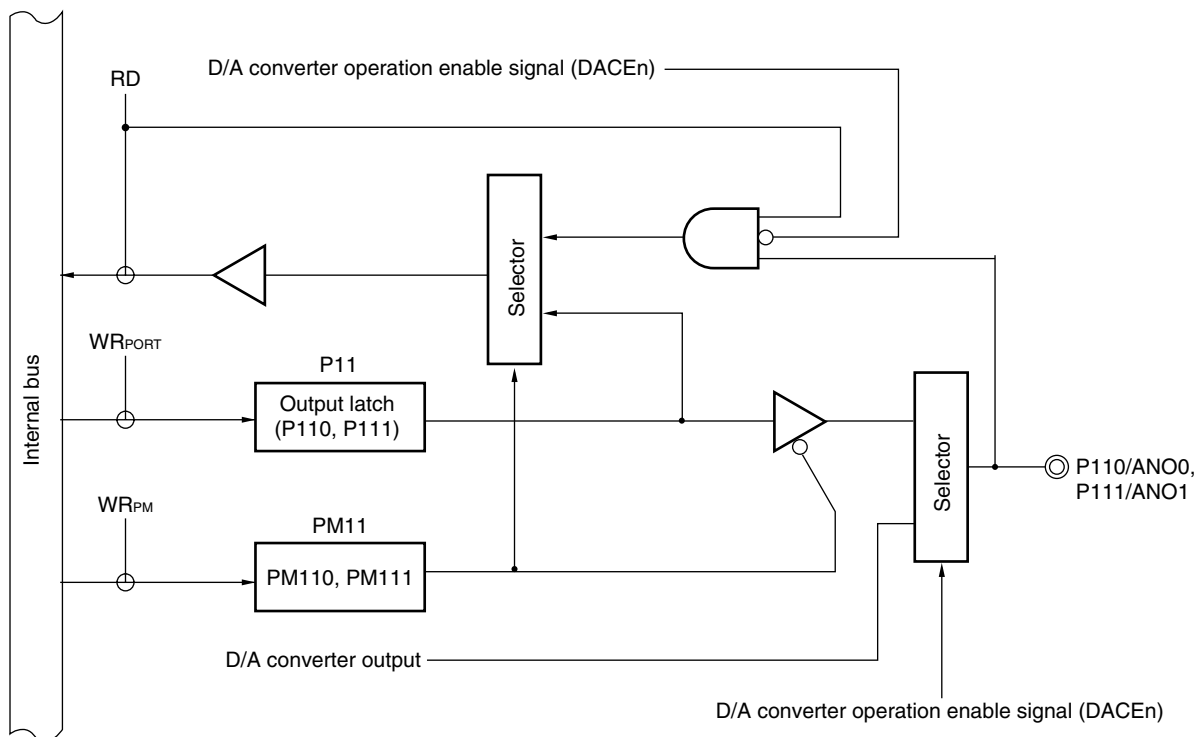 D/A converter operation enable signal (DACEn)
RD
Selector
WRPORT
P11
Output latch
(P110, P111)
Internal bus
Selector
P110/ANO0,
P111/ANO1
WRPM
PM11
PM110, PM111
D/A converter output
D/A converter operation enable signal (DACEn)